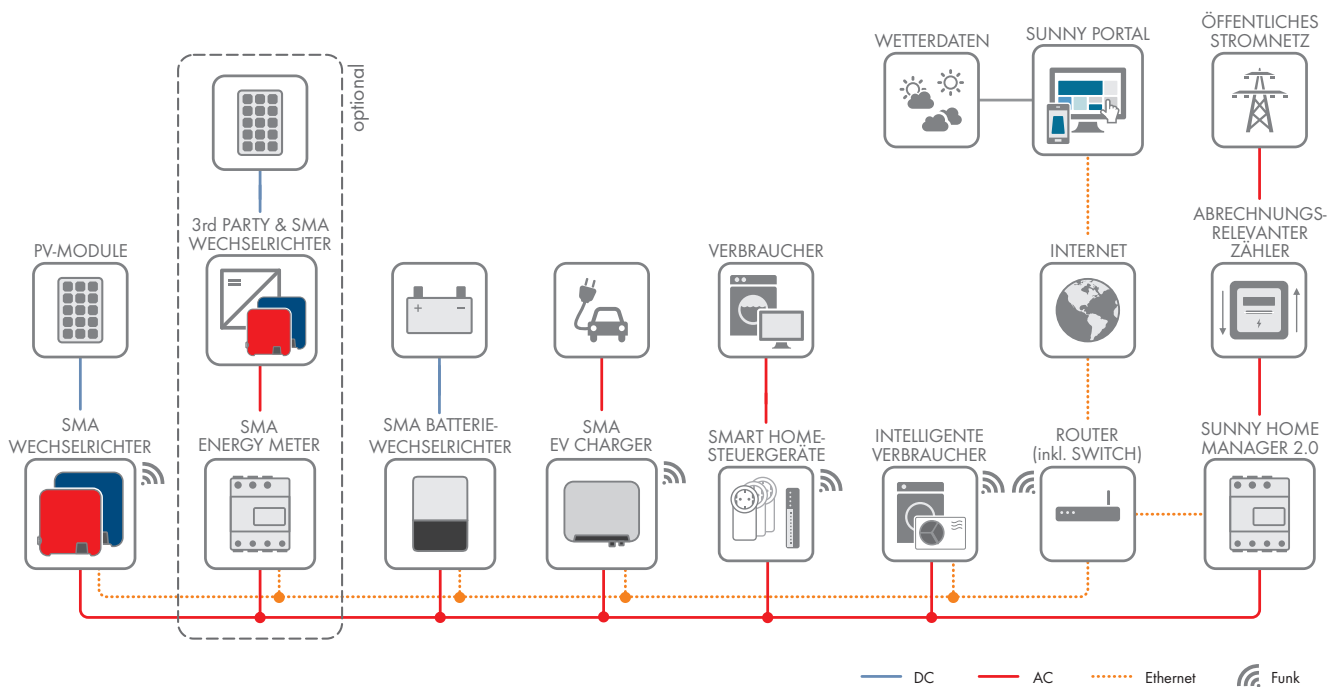 WETTERDATEN
SUNNY PORTAL
ÖFFENTLICHES
STROMNETZ
optional
3rd PARTY & SMA
WECHSELRICHTER
ABRECHNUNGS-
RELEVANTER
ZÄHLER
PV-MODULE
VERBRAUCHER
INTERNET
SMA
WECHSELRICHTER
SMA
ENERGY METER
SMA BATTERIE-
WECHSELRICHTER
SMA
EV CHARGER
SMART HOME-
STEUERGERÄTE
INTELLIGENTE
VERBRAUCHER
ROUTER
(inkl. SWITCH)
SUNNY HOME
MANAGER 2.0
DC
AC
Ethernet
Funk